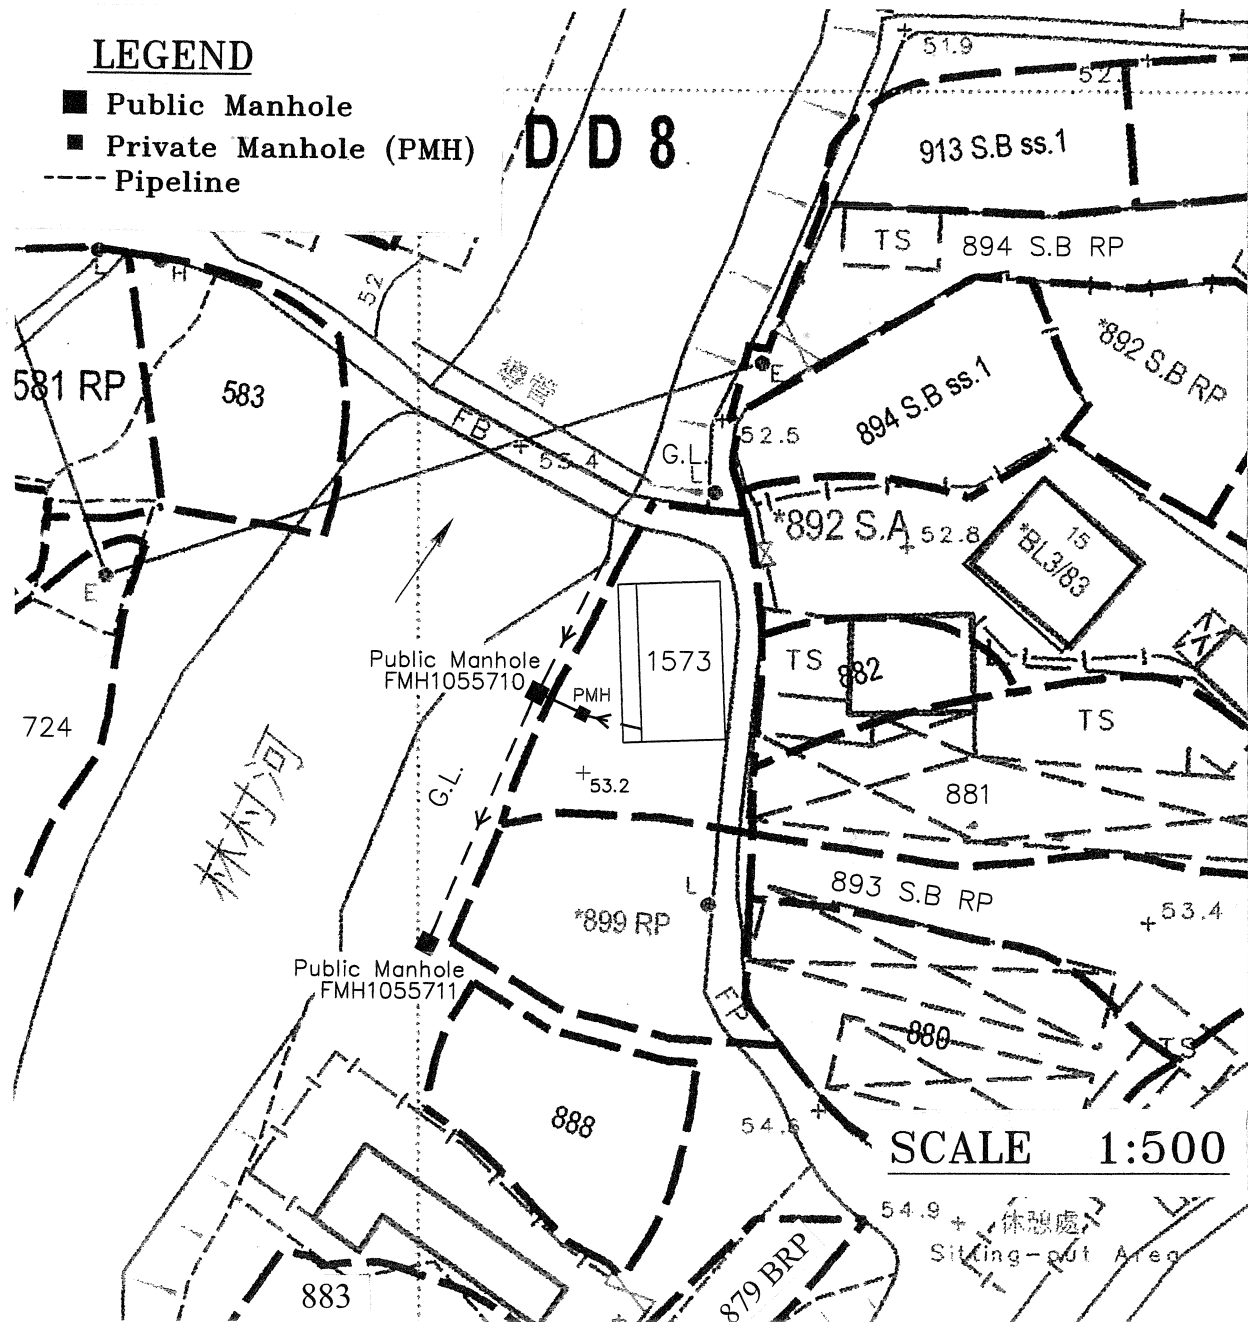 LEGEND
Public Manhole
Private Manhole (PMH)
Pipeline
D D 8
51.9
913 S.B ss.1
TS
894 S.B RP
H
52
581 RP
583
E
*892 S.B RP
894 S.B ss.1
FB
53.4
G.L.
L
52.5
*892 S.A
52.8
15
*BL3/83
E
Public Manhole
FMH1055710
PMH
1573
TS
882
TS
724
G.L.
53.2
881
林村河
L
893 S.B RP
*899 RP
53.4
Public Manhole
FMH1055711
FP
880
TS
888
54.6
SCALE 1:500
54.9
休憩處
Sitting-out Area
883
879 BRP